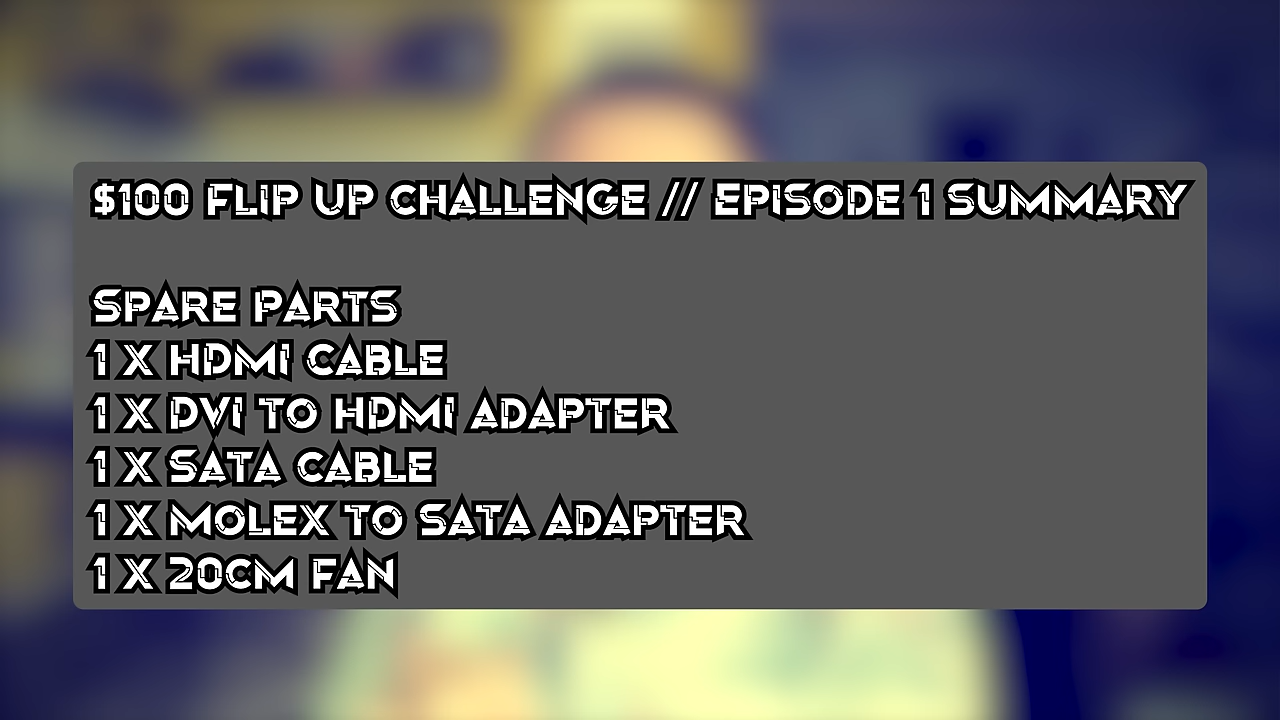 $100 FLIP UP CHALLENGE // EPISODE 1 SUMMARY
SPARE PARTS
1 X HDMI CABLE
1 X DVI TO HDMI ADAPTER
1 X SATA CABLE
1 X MOLEX TO SATA ADAPTER
1 X 20CM FAN